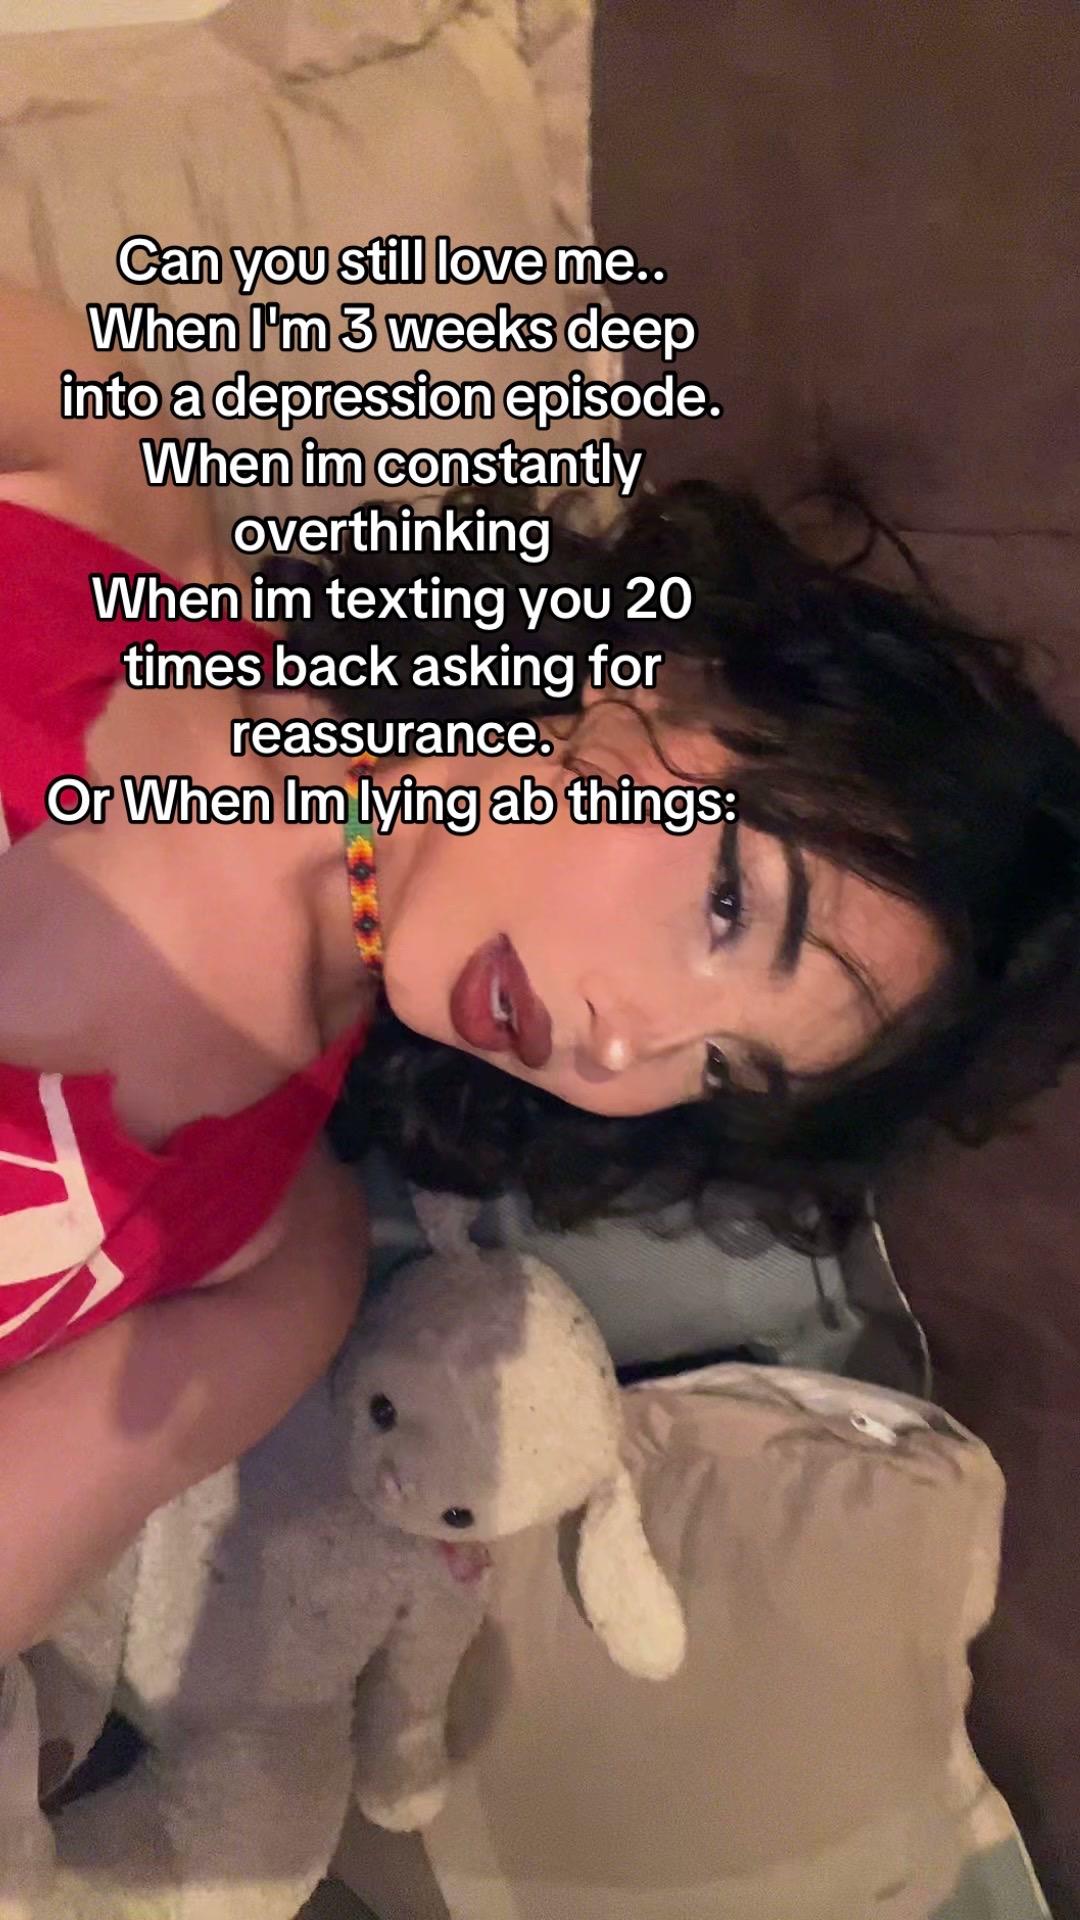 Can you still love me..
When I'm 3 weeks deep
into a depression episode.
When im constantly
overthinking
When im texting you 20
times back asking for
reassurance.
Or When Im lying ab things: